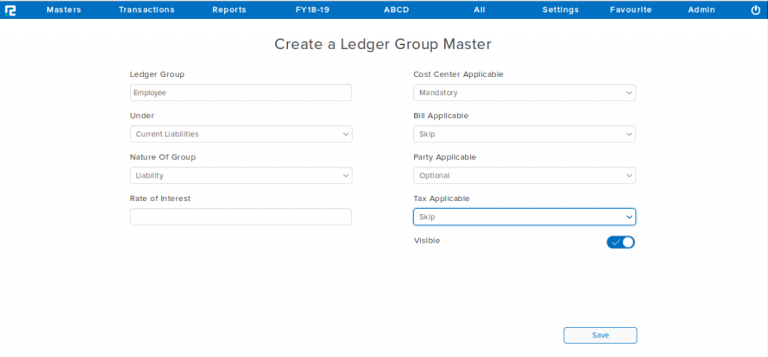 Masters Transactions Reports FY18-19 ABCD All Settings Favourite Admin
Create a Ledger Group Master
Ledger Group
Employee
Under
Current Liabilities
Nature Of Group
Liability
Rate of Interest
Cost Center Applicable
Mandatory
Bill Applicable
Skip
Party Applicable
Optional
Tax Applicable
Skip
Visible
Save